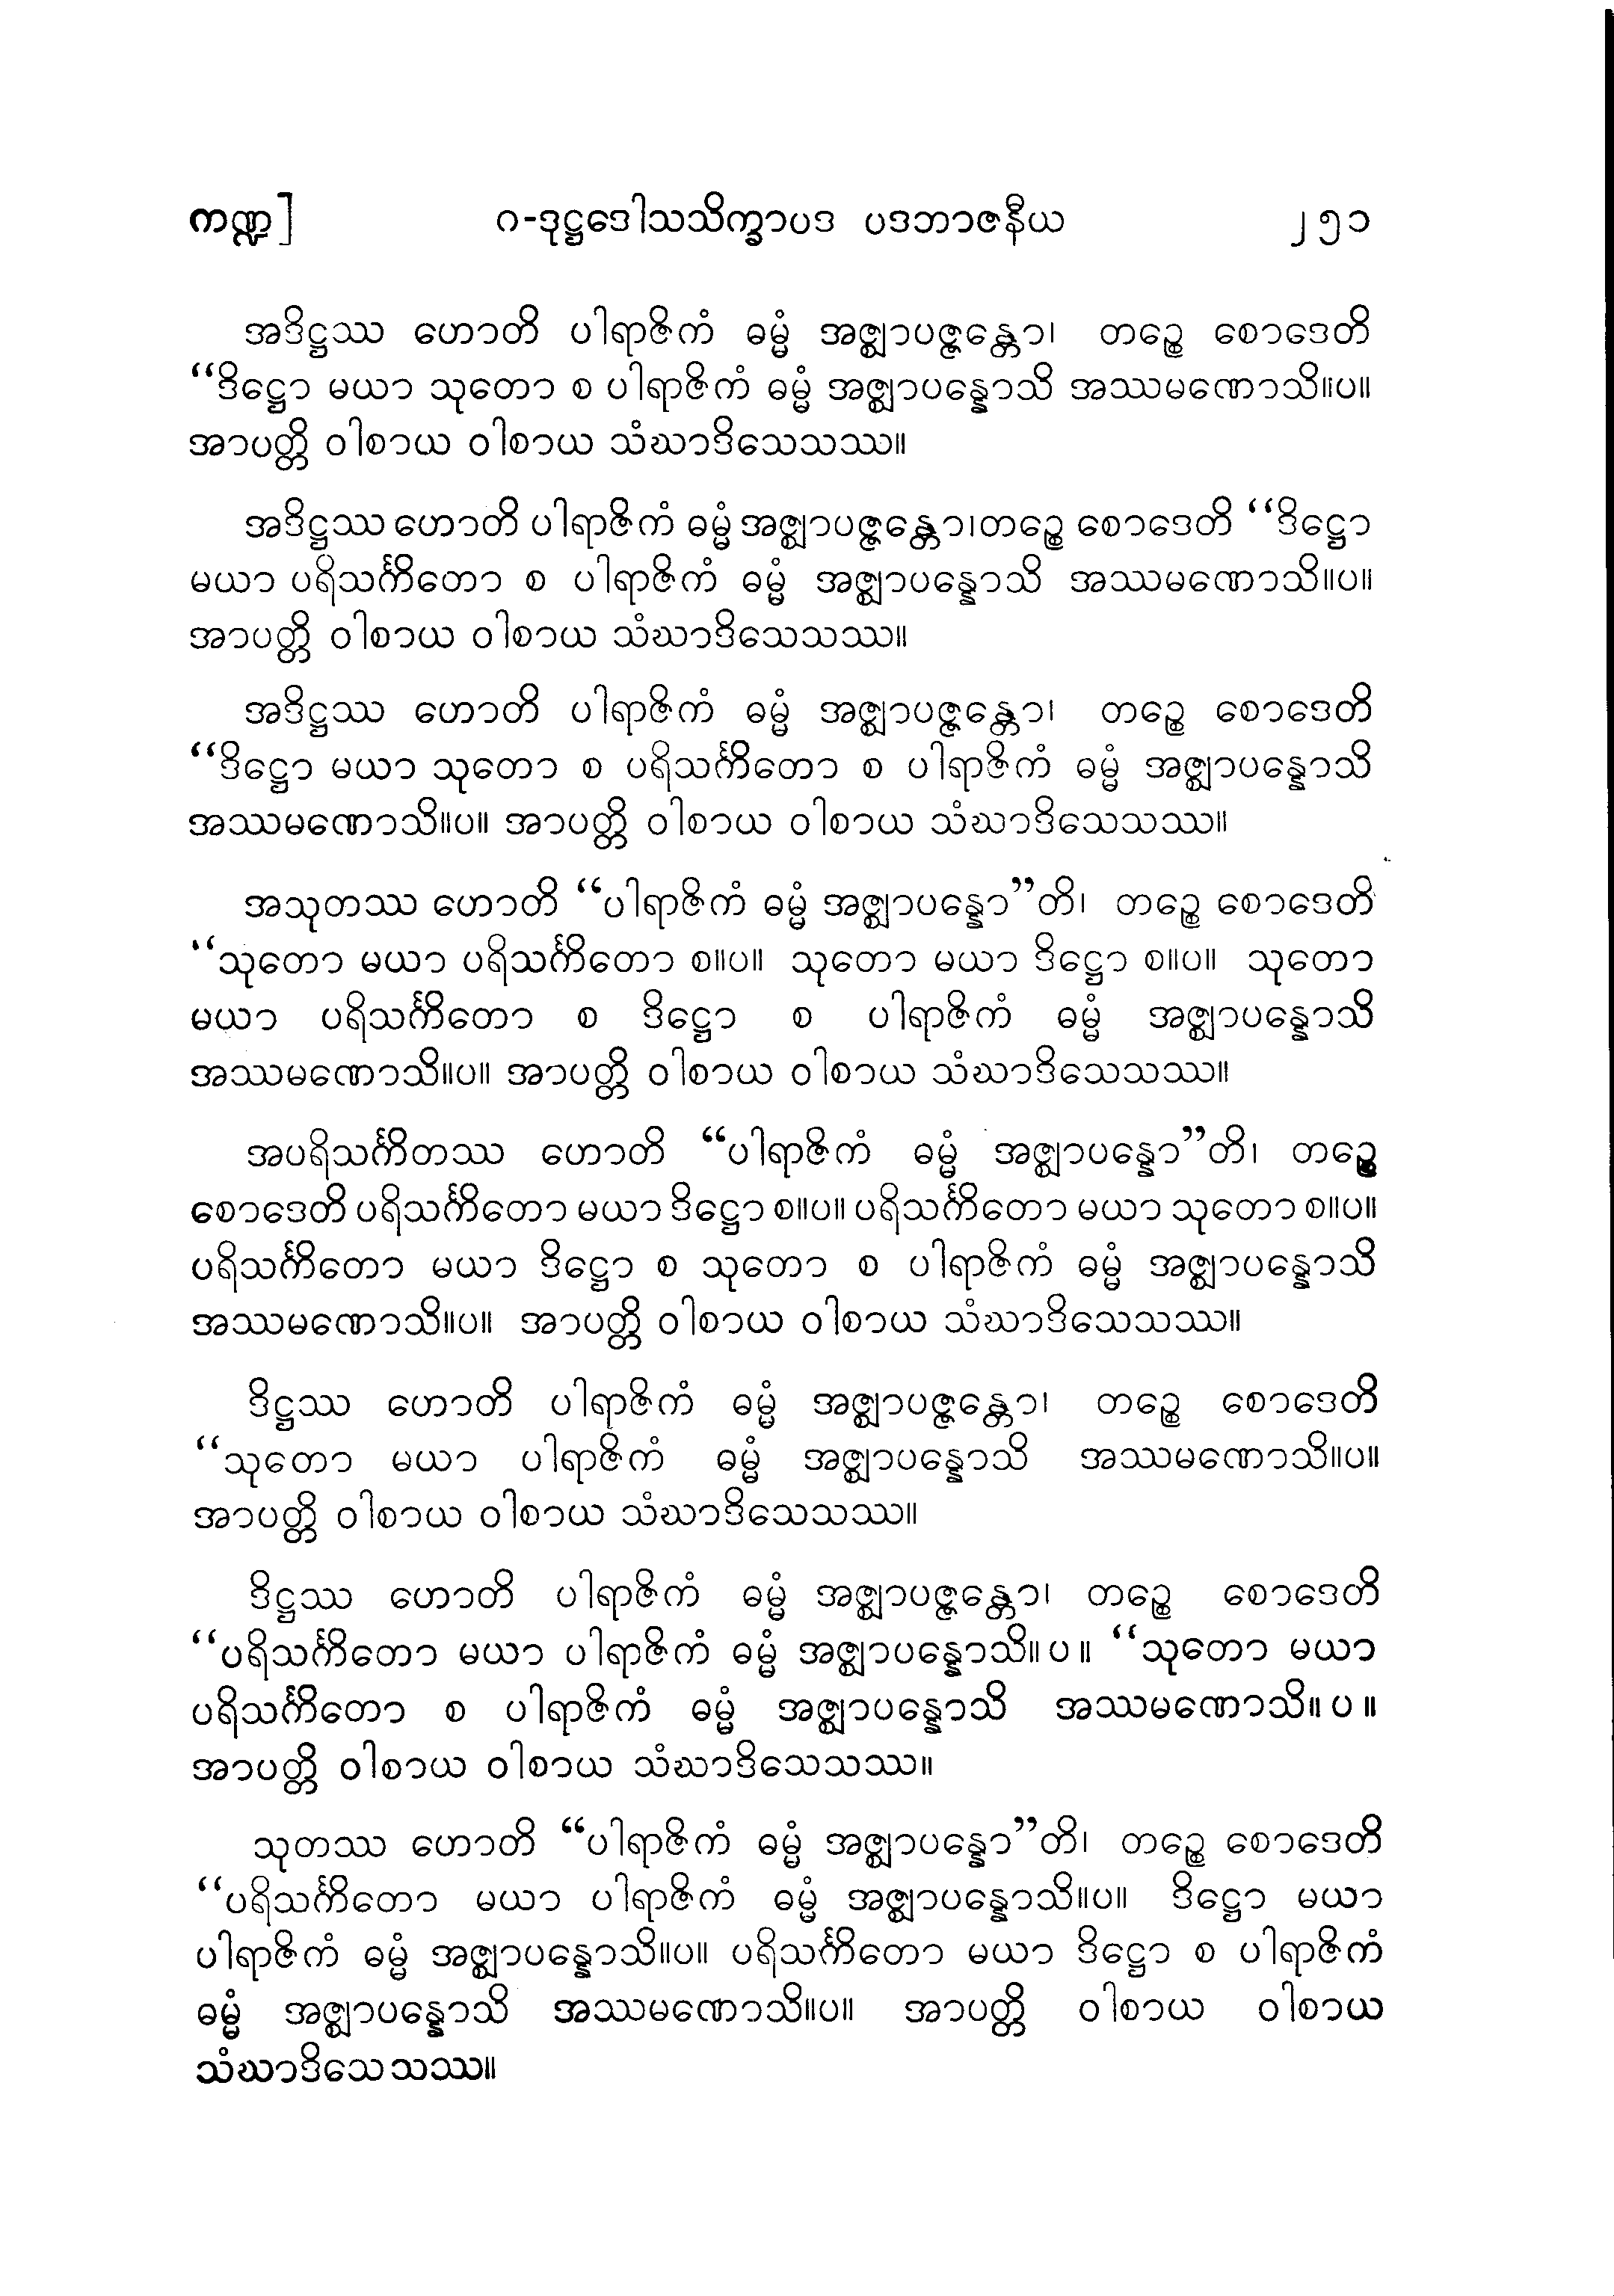 ကဏ္ဍ] ဂ-ဒုဋ္ဌဒေါသသိက္ခာပဒ ပဒဘာဇနီယ ၂၅၁
အဒိဋ္ဌဿ ဟောတိ ပါရာဇိကံ ဓမ္မံ အဇ္ဈာပဇ္ဇန္တော၊ တဉ္စေ စောဒေတိ
“ဒိဋ္ဌော မယာ သုတော စ ပါရာဇိကံ ဓမ္မံ အဇ္ဈာပန္နောသိ အဿမဏောသိ။ပ။
အာပတ္တိ ဝါစာယ ဝါစာယ သံဃာဒိသေသဿ။
အဒိဋ္ဌဿ ဟောတိ ပါရာဇိကံ ဓမ္မံ အဇ္ဈာပဇ္ဇန္တော၊တဉ္စေ စောဒေတိ “ဒိဋ္ဌော
မယာ ပရိသင်္ကိတော စ ပါရာဇိကံ ဓမ္မံ အဇ္ဈာပန္နောသိ အဿမဏောသိ။ပ။
အာပတ္တိ ဝါစာယ ဝါစာယ သံဃာဒိသေသဿ။
အဒိဋ္ဌဿ ဟောတိ ပါရာဇိကံ ဓမ္မံ အဇ္ဈာပဇ္ဇန္တော၊ တဉ္စေ စောဒေတိ
“ဒိဋ္ဌော မယာ သုတော စ ပရိသင်္ကိတော စ ပါရာဇိကံ ဓမ္မံ အဇ္ဈာပန္နောသိ
အဿမဏောသိ။ပ။ အာပတ္တိ ဝါစာယ ဝါစာယ သံဃာဒိသေသဿ။
အသုတဿ ဟောတိ “ပါရာဇိကံ ဓမ္မံ အဇ္ဈာပန္နော”တိ၊ တဉ္စေ စောဒေတိ
“သုတော မယာ ပရိသင်္ကိတော စ။ပ။ သုတော မယာ ဒိဋ္ဌော စ။ပ။ သုတော
မယာ ပရိသင်္ကိတော စ ဒိဋ္ဌော စ ပါရာဇိကံ ဓမ္မံ အဇ္ဈာပန္နောသိ
အဿမဏောသိ။ပ။ အာပတ္တိ ဝါစာယ ဝါစာယ သံဃာဒိသေသဿ။
အပရိသင်္ကိတဿ ဟောတိ “ပါရာဇိကံ ဓမ္မံ အဇ္ဈာပန္နော”တိ၊ တဉ္စေ
စောဒေတိ ပရိသင်္ကိတော မယာ ဒိဋ္ဌော စ။ပ။ ပရိသင်္ကိတော မယာ သုတော စ။ပ။
ပရိသင်္ကိတော မယာ ဒိဋ္ဌော စ သုတော စ ပါရာဇိကံ ဓမ္မံ အဇ္ဈာပန္နောသိ
အဿမဏောသိ။ပ။ အာပတ္တိ ဝါစာယ ဝါစာယ သံဃာဒိသေသဿ။
ဒိဋ္ဌဿ ဟောတိ ပါရာဇိကံ ဓမ္မံ အဇ္ဈာပဇ္ဇန္တော၊ တဉ္စေ စောဒေတိ
“သုတော မယာ ပါရာဇိကံ ဓမ္မံ အဇ္ဈာပန္နောသိ အဿမဏောသိ။ပ။
အာပတ္တိ ဝါစာယ ဝါစာယ သံဃာဒိသေသဿ။
ဒိဋ္ဌဿ ဟောတိ ပါရာဇိကံ ဓမ္မံ အဇ္ဈာပဇ္ဇန္တော၊ တဉ္စေ စောဒေတိ
“ပရိသင်္ကိတော မယာ ပါရာဇိကံ ဓမ္မံ အဇ္ဈာပန္နောသိ။ပ။ “သုတော မယာ
ပရိသင်္ကိတော စ ပါရာဇိကံ ဓမ္မံ အဇ္ဈာပန္နောသိ အဿမဏောသိ။ပ။
အာပတ္တိ ဝါစာယ ဝါစာယ သံဃာဒိသေသဿ။
သုတဿ ဟောတိ “ပါရာဇိကံ ဓမ္မံ အဇ္ဈာပန္နော”တိ၊ တဉ္စေ စောဒေတိ
“ပရိသင်္ကိတော မယာ ပါရာဇိကံ ဓမ္မံ အဇ္ဈာပန္နောသိ။ပ။ ဒိဋ္ဌော မယာ
ပါရာဇိကံ ဓမ္မံ အဇ္ဈာပန္နောသိ။ပ။ ပရိသင်္ကိတော မယာ ဒိဋ္ဌော စ ပါရာဇိကံ
ဓမ္မံ အဇ္ဈာပန္နောသိ အဿမဏောသိ။ပ။ အာပတ္တိ ဝါစာယ ဝါစာယ
သံဃာဒိသေသဿ။